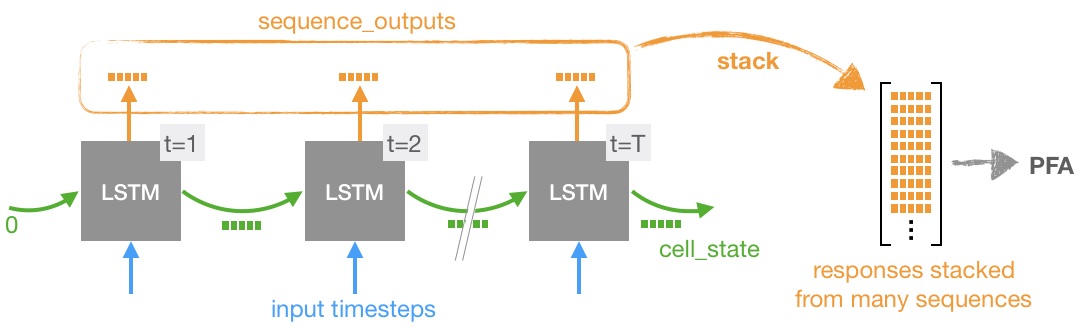 sequence_outputs
stack
t=1
t=2
t=T
LSTM
LSTM
LSTM
PFA
0
cell_state
input timesteps
responses stacked
from many sequences